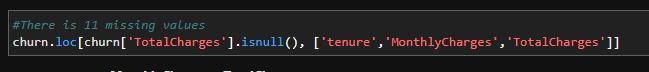 #There is 11 missing values
churn.loc[churn['TotalCharges'].isnull(), ['tenure','MonthlyCharges','TotalCharges']]